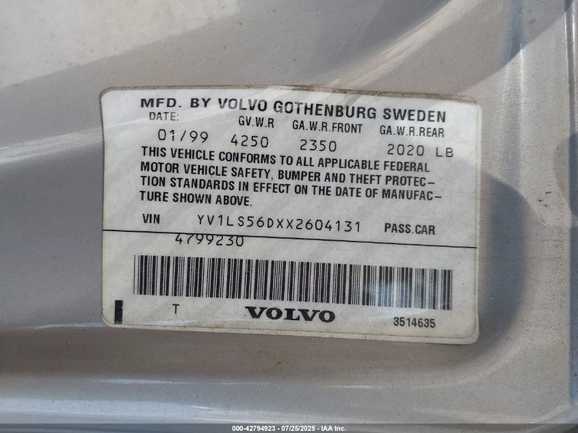 MFD. BY VOLVO GOTHENBURG SWEDEN
DATE: GV.W.R GA.W.R.FRONT GA.W.R.REAR
01/99 4250 2350 2020 LB
THIS VEHICLE CONFORMS TO ALL APPLICABLE FEDERAL
MOTOR VEHICLE SAFETY, BUMPER AND THEFT PROTEC-
TION STANDARDS IN EFFECT ON THE DATE OF MANUFAC-
TURE SHOWN ABOVE.
VIN YV1LS56DXX2604131 PASS.CAR
4799230
T VOLVO 3514635
000-42794923 - 07/25/2025 - IAA Inc.